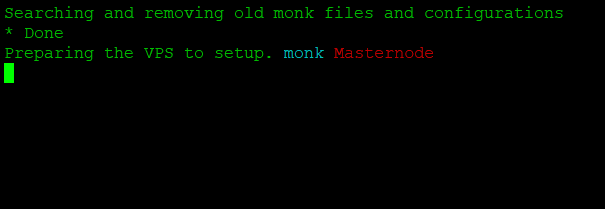 Searching and removing old monk files and configurations
* Done
Preparing the VPS to setup. monk Masternode